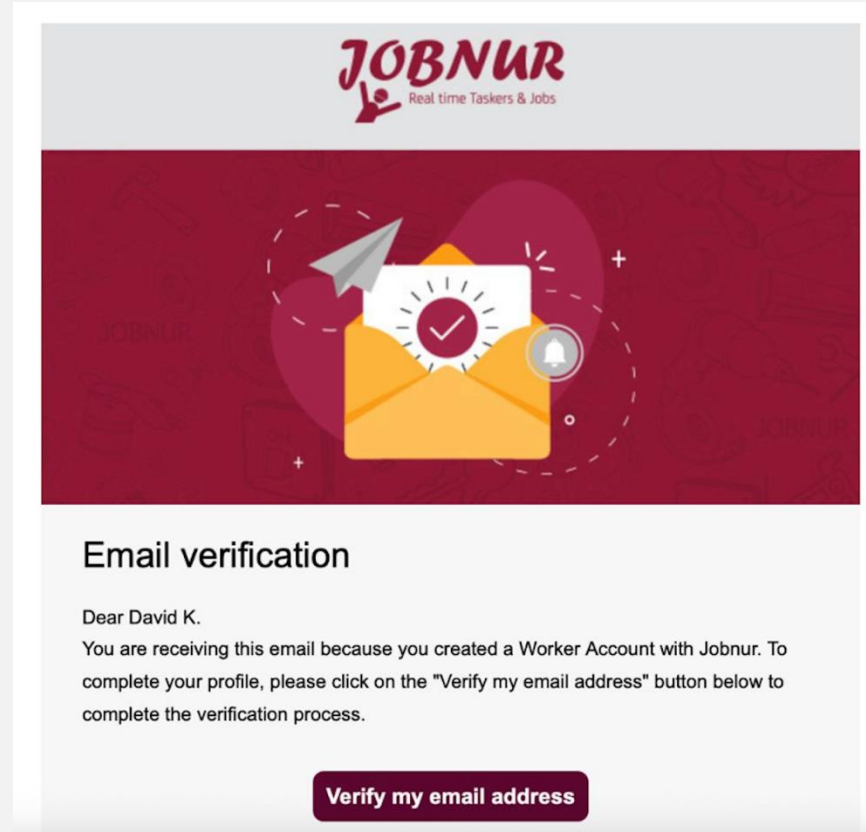 JOBNUR
Real time Taskers & Jobs
JOBNUR
JOBNUR
Email verification
Dear David K.
You are receiving this email because you created a Worker Account with Jobnur. To
complete your profile, please click on the "Verify my email address" button below to
complete the verification process.
Verify my email address